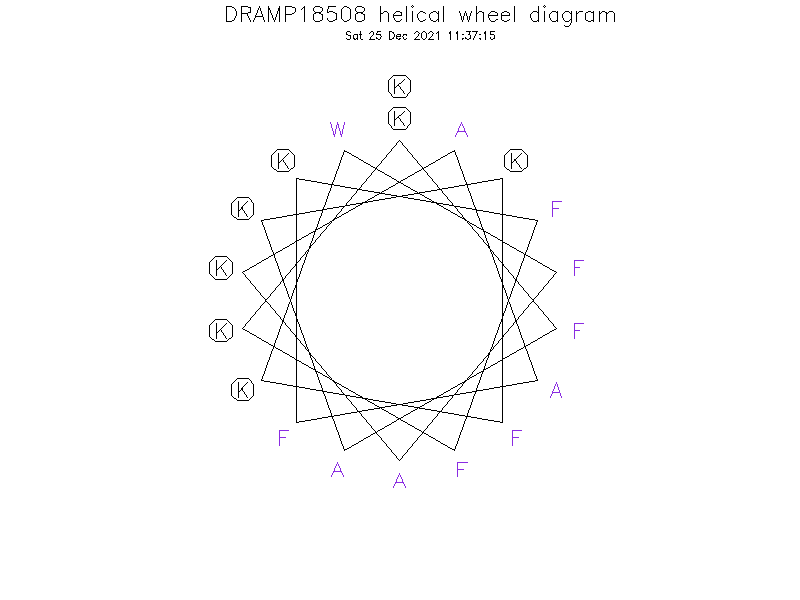 DRAMP18508 helical wheel diagram
Sat 25 Dec 2021 11:37:15
K
K
W A
K K
K F
K F
K F
K A
F F
A F
A